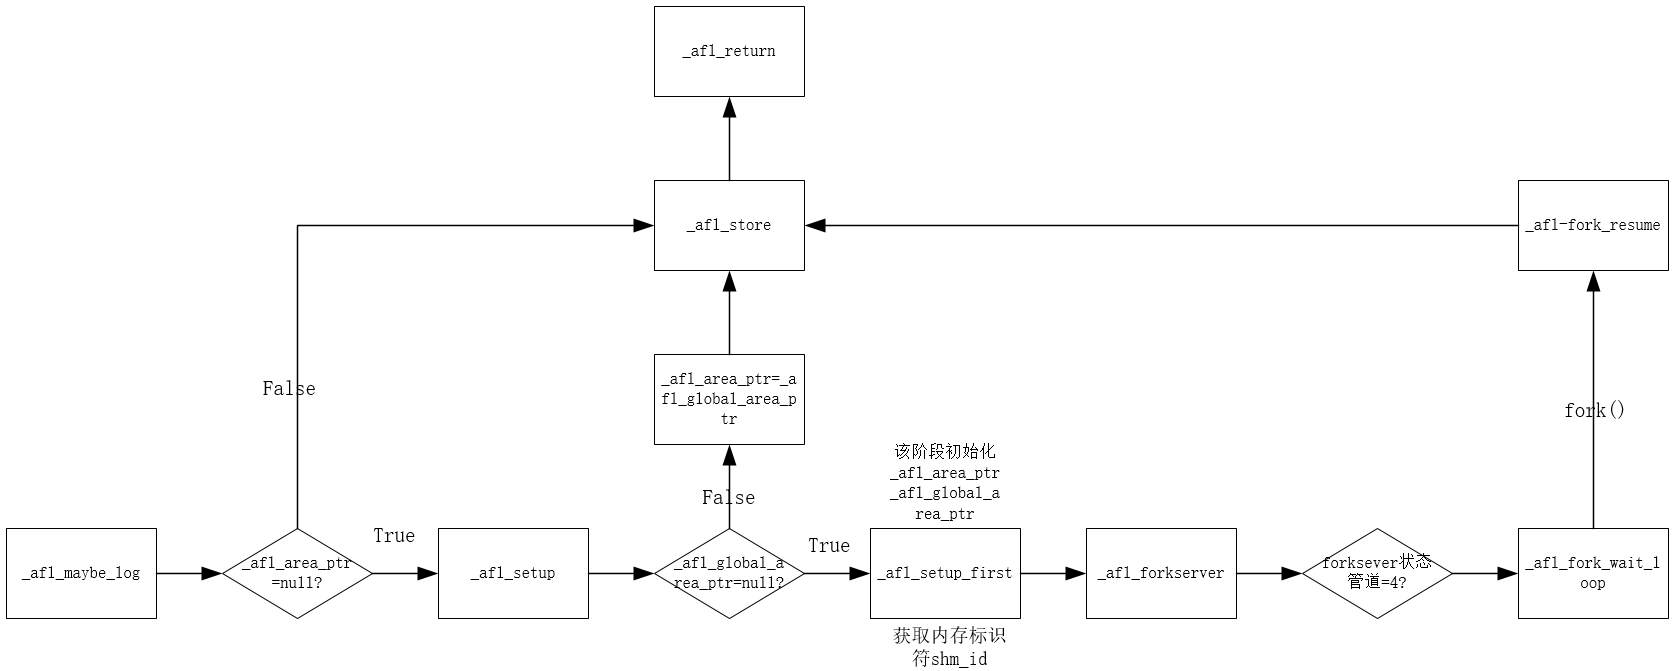 _afl_return
_afl_store
_afl-fork_resume
False
_afl_area_ptr=_a
fl_global_area_p
tr
fork()
该阶段初始化
_afl_area_ptr
_afl_global_a
rea_ptr
False
True
True
_afl_maybe_log
_afl_area_ptr
=null?
_afl_setup
_afl_global_a
rea_ptr=null?
_afl_setup_first
_afl_forkserver
forksever状态
管道=4?
_afl_fork_wait_l
oop
获取内存标识
符shm_id